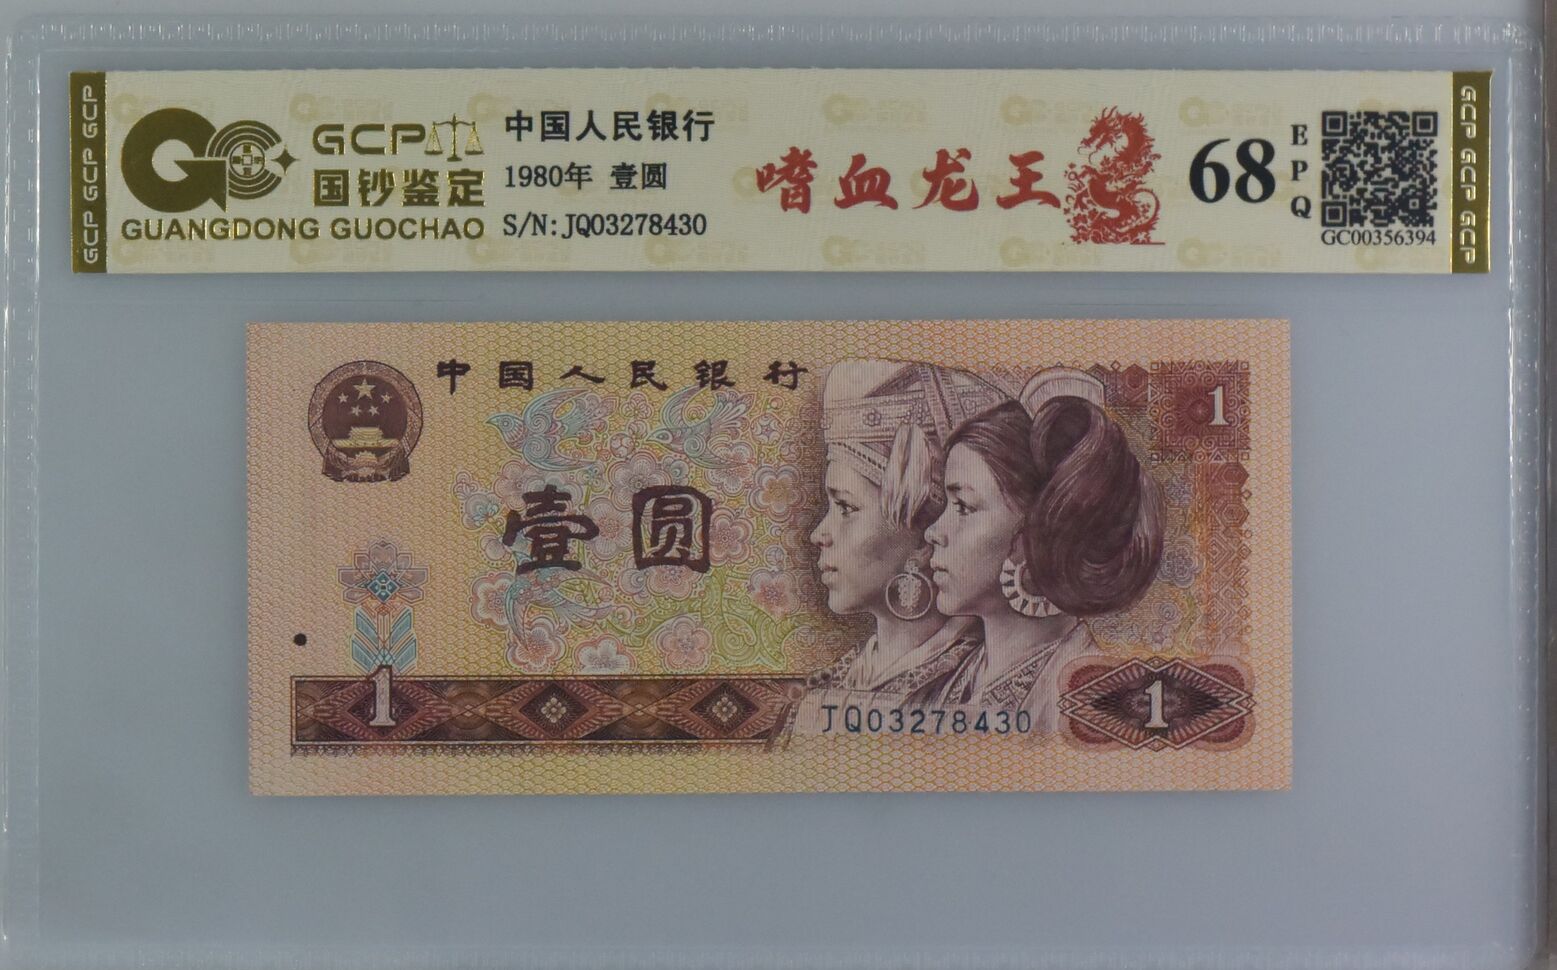 GCP GCP GCP
GCP
国钞鉴定
GUANGDONG GUOCHAO
中国人民银行
1980年 壹圆
S/N:JQ03278430
嗜血龙王
68
EPQ
GC00356394
GCP GCP GCP
中国人民银行
1
壹圆
1
JQ03278430
1